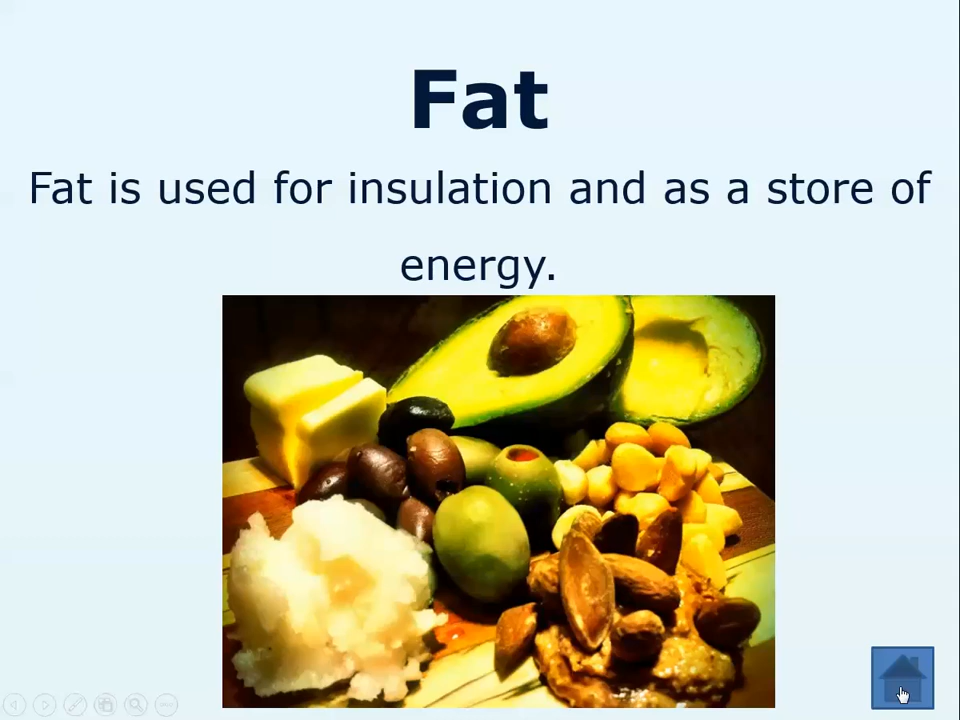 Fat
Fat is used for insulation and as a store of
energy.